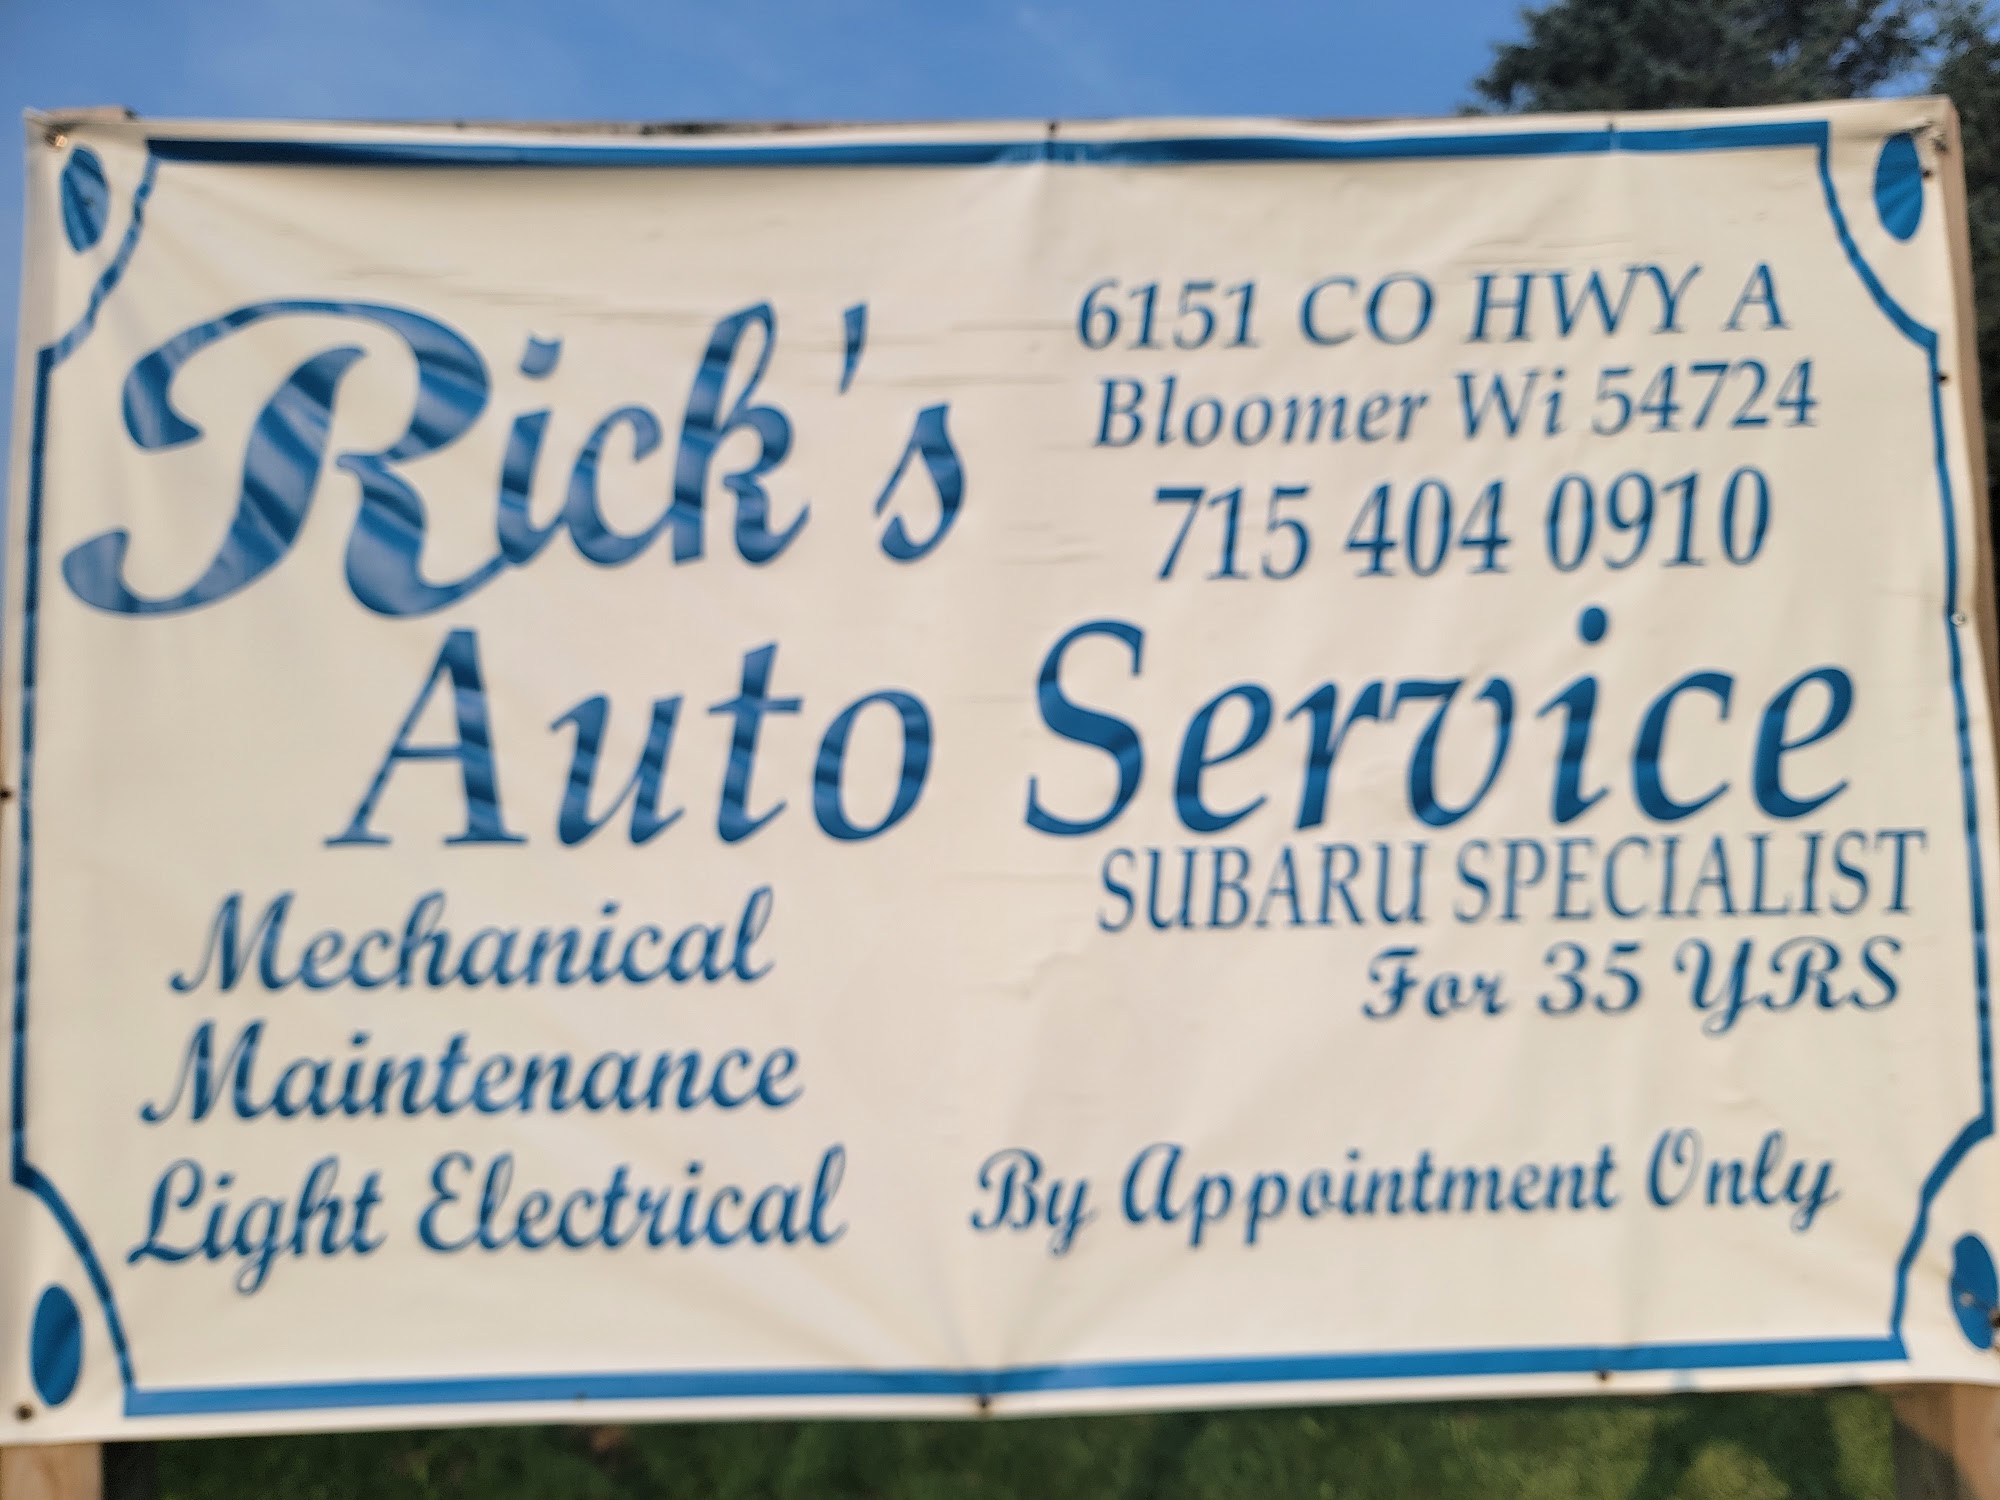 Rick's
6151 CO HWY A
Bloomer Wi 54724
715 404 0910
Auto Service
SUBARU SPECIALIST
For 35 YRS
Mechanical
Maintenance
Light Electrical
By Appointment Only